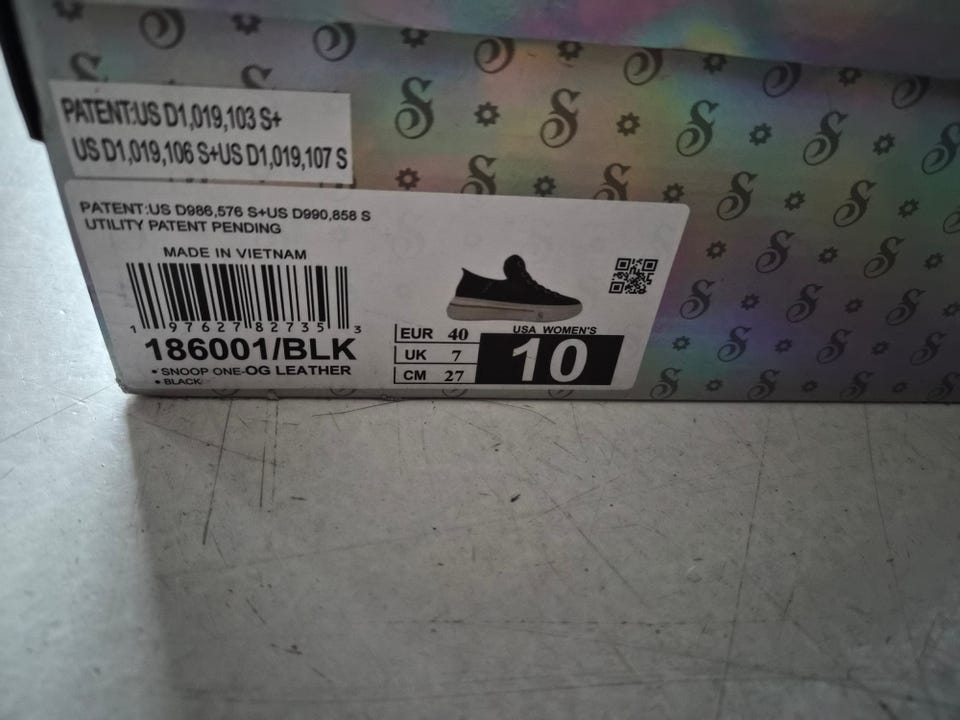 PATENT:US D1,019,103 S+
US D1,019,106 S+US D1,019,107 S
PATENT:US D986,576 S+US D990,858 S
UTILITY PATENT PENDING
MADE IN VIETNAM
1 97627 82735 3
186001/BLK
• SNOOP ONE-OG LEATHER
• BLACK
EUR 40
UK 7
CM 27
USA WOMEN'S
10